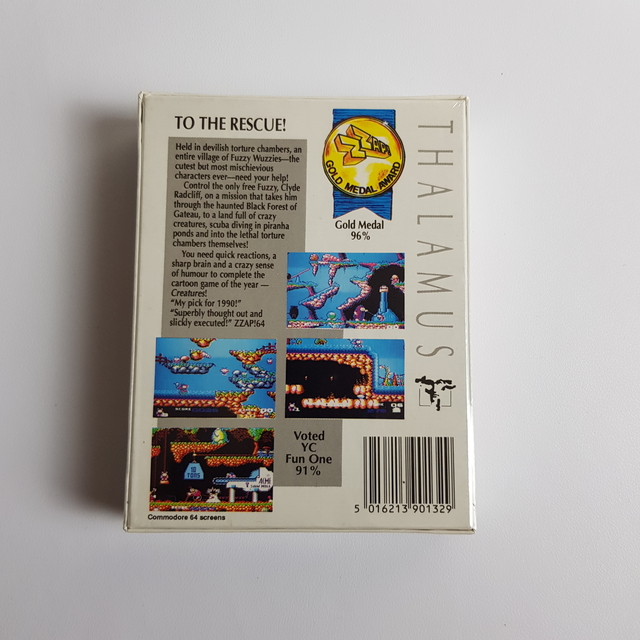 TO THE RESCUE!
Held in devilish torture chambers, an
entire village of Fuzzy Wuzzies—the
cutest but most mischievious
characters ever—need your help!
Control the only free Fuzzy, Clyde
Radcliff, on a mission that takes him
through the haunted Black Forest of
Gateau, to a land full of crazy
creatures, scuba diving in piranha
ponds and into the lethal torture
chambers themselves!
You need quick reactions, a
sharp brain and a crazy sense
of humour to complete the
cartoon game of the year —
Creatures!
"My pick for 1990!"
"Superbly thought out and
slickly executed!" ZZAP!64
ZZAP!
GOLD MEDAL AWARD
Gold Medal
96%
THALAMUS
10
TONS
ACME
Voted
YC
Fun One
91%
Commodore 64 screens
5 016213 901329